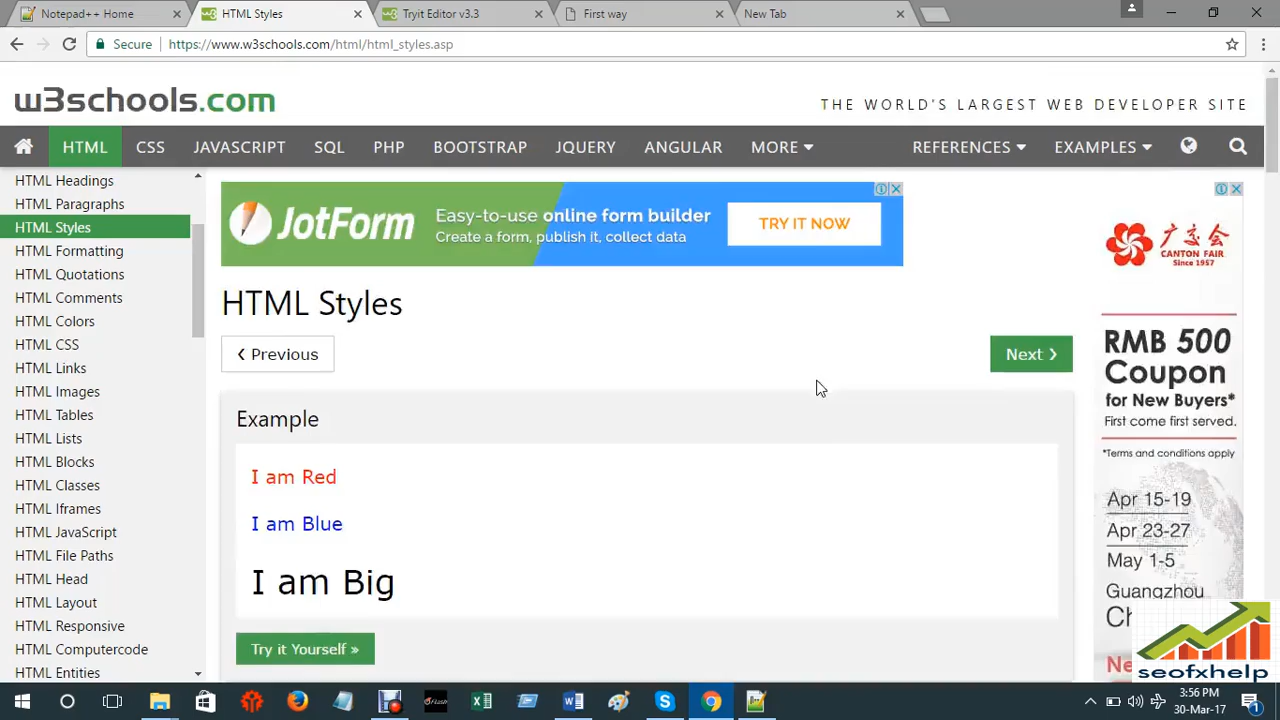 Notepad++ Home
HTML Styles
Tryit Editor v3.3
First way
New Tab
Secure
https://www.w3schools.com/html/html_styles.asp
w3schools.com
THE WORLD'S LARGEST WEB DEVELOPER SITE
HTML
CSS
JAVASCRIPT
SQL
PHP
BOOTSTRAP
JQUERY
ANGULAR
MORE
REFERENCES
EXAMPLES
HTML Headings
HTML Paragraphs
HTML Styles
HTML Formatting
HTML Quotations
HTML Comments
HTML Colors
HTML CSS
HTML Links
HTML Images
HTML Tables
HTML Lists
HTML Blocks
HTML Classes
HTML Iframes
HTML JavaScript
HTML File Paths
HTML Head
HTML Layout
HTML Responsive
HTML Computercode
HTML Entities
JotForm
Easy-to-use online form builder
Create a form, publish it, collect data
TRY IT NOW
HTML Styles
❮ Previous
Next ❯
Example
I am Red
I am Blue
I am Big
Try it Yourself »
广交会
CANTON FAIR
Since 1957
RMB 500
Coupon
for New Buyers*
First come first served.
*Terms and conditions apply
Apr 15-19
Apr 23-27
May 1-5
Guangzhou
seofxhelp
3:56 PM
30-Mar-17